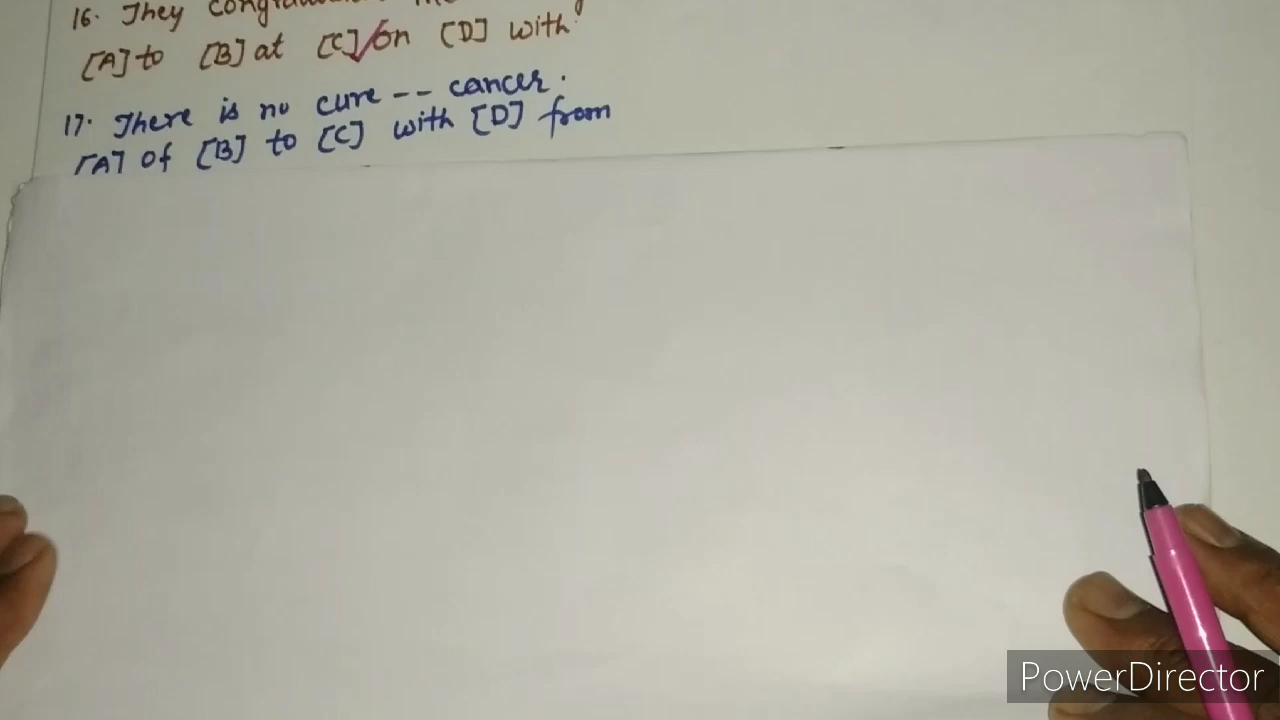 16. They
[A] to [B] at [C] on [D] with
17. There is no cure -- cancer.
[A] of [B] to [C] with [D] from
PowerDirector